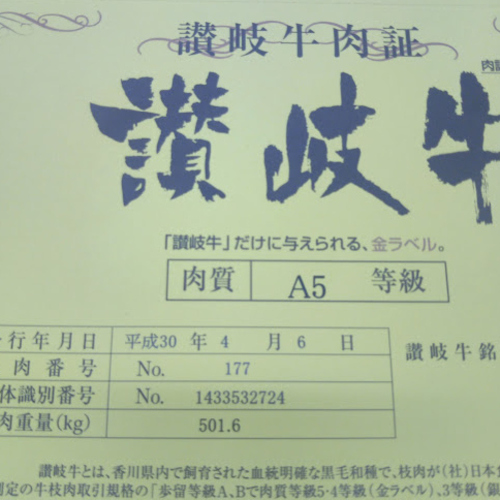 讃岐牛肉証
肉
讃岐牛
「讃岐牛」だけに与えられる、金ラベル。
肉質 A5 等級
行年月日 平成30 年 4 月 6 日
讃岐牛銘
肉番号 No. 177
体識別番号 No. 1433532724
肉重量(kg) 501.6
讃岐牛とは、香川県内で飼育された血統明確な黒毛和種で、枝肉が(社)日本食
定の牛枝肉取引規格の「歩留等級A、Bで肉質等級5・4等級(金ラベル)、3等級(銀